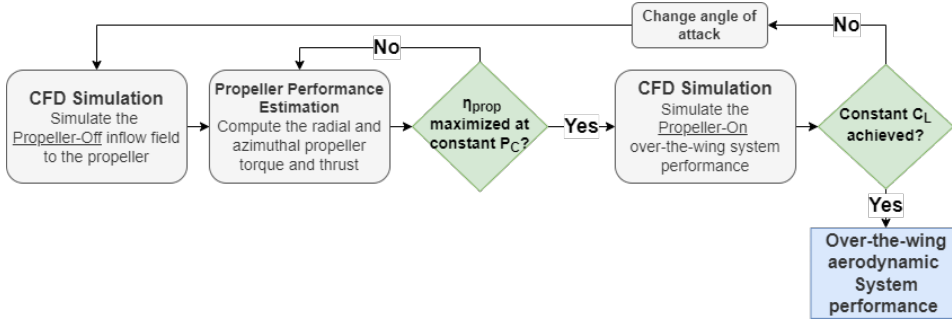 Change angle of
attack
No
No
CFD Simulation
Simulate the
Propeller-Off inflow field
to the propeller
Propeller Performance
Estimation
Compute the radial and
azimuthal propeller
torque and thrust
ηprop
maximized at
constant PC?
Yes
CFD Simulation
Simulate the
Propeller-On
over-the-wing system
performance
Constant CL
achieved?
Yes
Over-the-wing
aerodynamic
System
performance